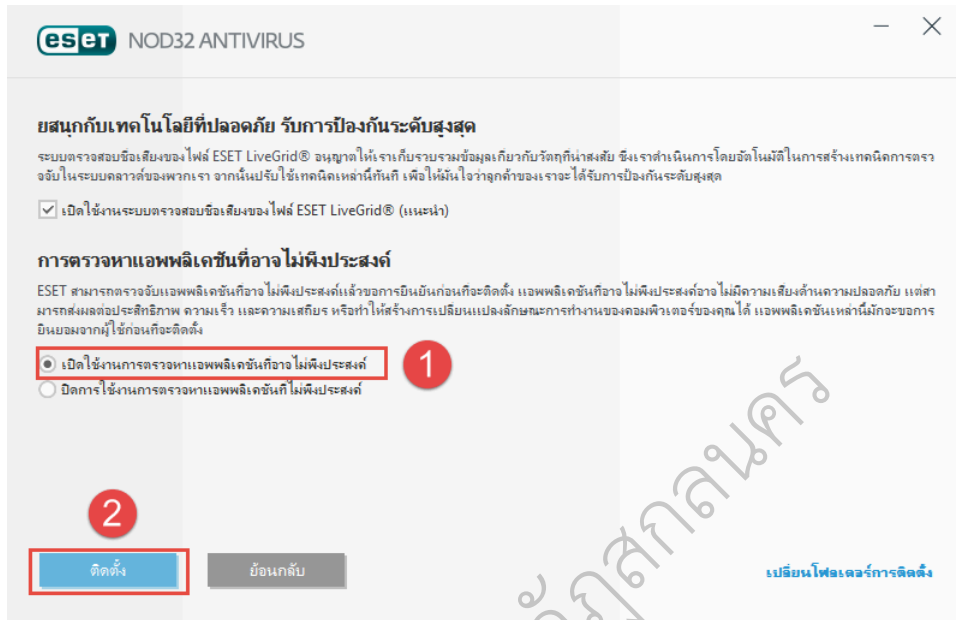 eset NOD32 ANTIVIRUS
ยสนุกกับเทคโนโลยีที่ปลอดภัย รับการป้องกันระดับสูงสุด
ระบบตรวจสอบชื่อเสียงของไฟล์ ESET LiveGrid® อนุญาตให้เราเก็บรวบรวมข้อมูลเกี่ยวกับวัตถุที่น่าสงสัย ซึ่งเราดำเนินการโดยอัตโนมัติในการสร้างเทคนิคการตรว
จจับในระบบคลาวด์ของพวกเรา จากนั้นปรับใช้เทคนิคเหล่านี้ทันที เพื่อให้มั่นใจว่าลูกค้าของเราจะได้รับการป้องกันระดับสูงสุด
เปิดใช้งานระบบตรวจสอบชื่อเสียงของไฟล์ ESET LiveGrid® (แนะนำ)
การตรวจหาแอพพลิเคชันที่อาจไม่พึงประสงค์
ESET สามารถตรวจจับแอพพลิเคชันที่อาจไม่พึงประสงค์แล้วขอการยืนยันก่อนที่จะติดตั้ง แอพพลิเคชันที่อาจไม่พึงประสงค์อาจไม่มีความเสี่ยงด้านความปลอดภัย แต่สา
มารถส่งผลต่อประสิทธิภาพ ความเร็ว และความเสถียร หรือทำให้สร้างการเปลี่ยนแปลงลักษณะการทำงานของคอมพิวเตอร์ของคุณได้ แอพพลิเคชันเหล่านี้มักจะขอการ
ยินยอมจากผู้ใช้ก่อนที่จะติดตั้ง
เปิดใช้งานการตรวจหาแอพพลิเคชันที่อาจไม่พึงประสงค์ 1
ปิดการใช้งานการตรวจหาแอพพลิเคชันที่ไม่พึงประสงค์
2
ติดตั้ง ย้อนกลับ เปลี่ยนโฟลเดอร์การติดตั้ง